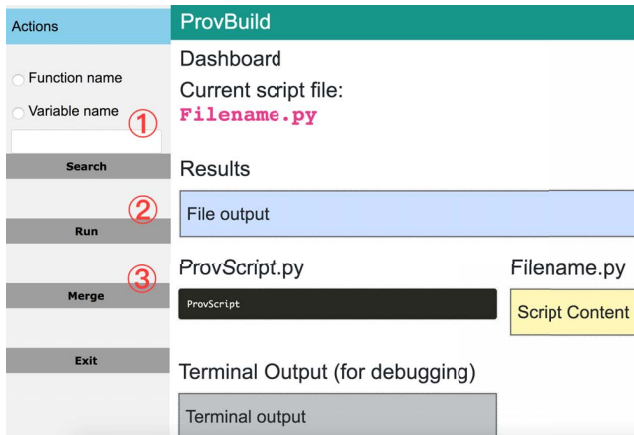 Actions
Function name
Variable name
①
Search
②
Run
③
Merge
Exit
ProvBuild
Dashboard
Current script file:
Filename.py
Results
File output
ProvScript.py
ProvScript
Filename.py
Script Content
Terminal Output (for debugging)
Terminal output